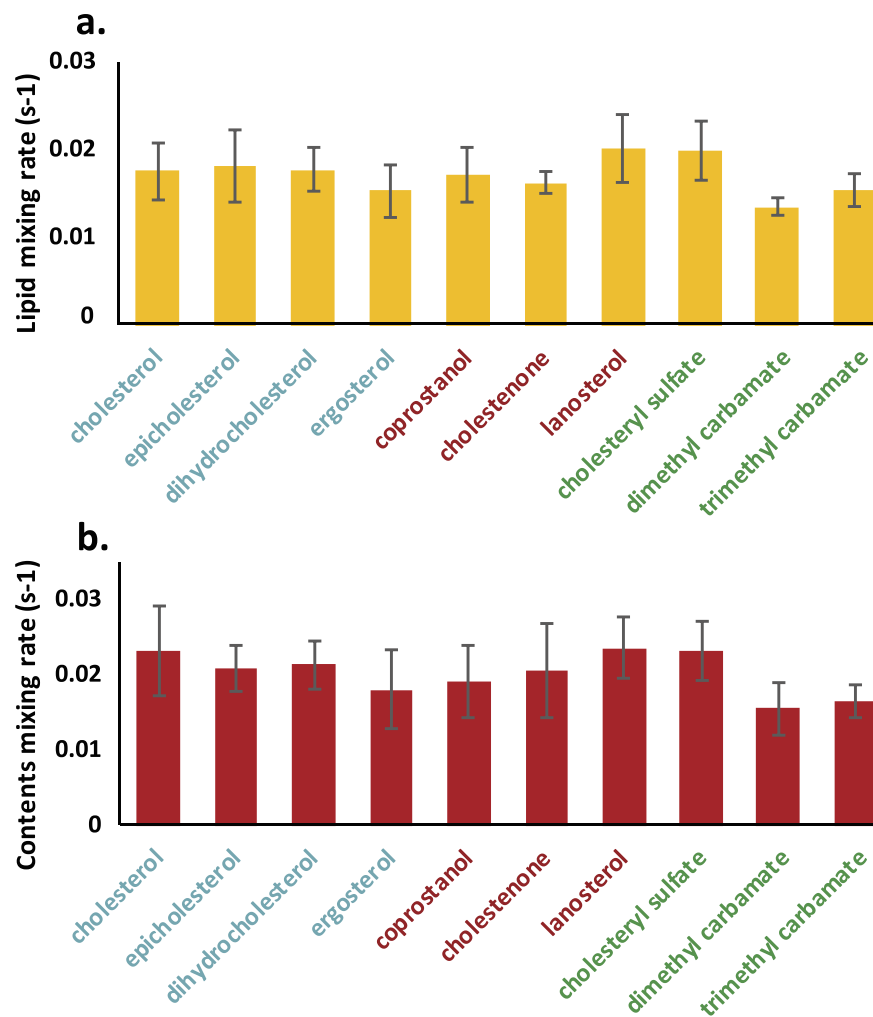 a.
Lipid mixing rate (s-1)
0.03
0.02
0.01
0
cholesterol
epicholesterol
dihydrocholesterol
ergosterol
coprostanol
cholestenone
lanosterol
cholesteryl sulfate
dimethyl carbamate
trimethyl carbamate
b.
Contents mixing rate (s-1)
0.03
0.02
0.01
0
cholesterol
epicholesterol
dihydrocholesterol
ergosterol
coprostanol
cholestenone
lanosterol
cholesteryl sulfate
dimethyl carbamate
trimethyl carbamate